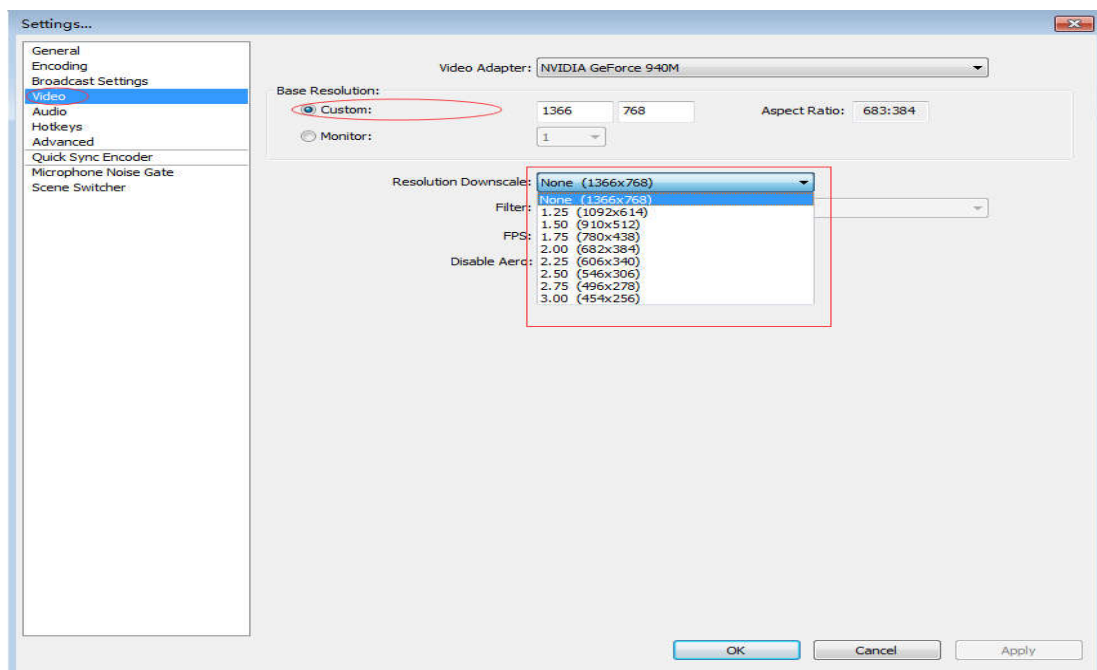 Settings...
General
Encoding
Broadcast Settings
Video
Audio
Hotkeys
Advanced
Quick Sync Encoder
Microphone Noise Gate
Scene Switcher
Video Adapter: NVIDIA GeForce 940M
Base Resolution:
Custom: 1366 768 Aspect Ratio: 683:384
Monitor: 1
Resolution Downscale: None (1366x768)
None (1366x768)
Filter: 1.25 (1092x614)
1.50 (910x512)
FPS: 1.75 (780x438)
2.00 (682x384)
Disable Aero: 2.25 (606x340)
2.50 (546x306)
2.75 (496x278)
3.00 (454x256)
OK Cancel Apply